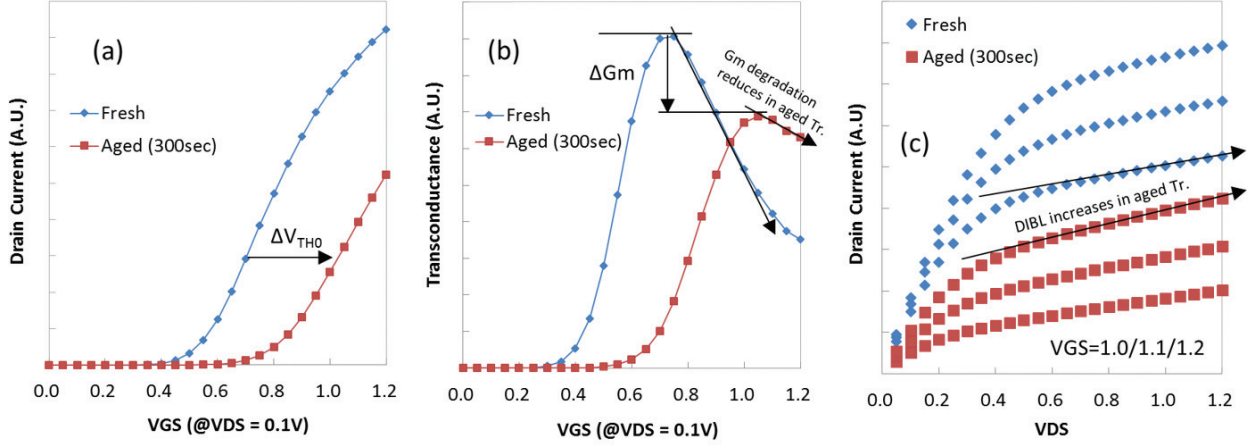 (a)
Fresh
Aged (300sec)
ΔV_TH0
Drain Current (A.U.)
0.0 0.2 0.4 0.6 0.8 1.0 1.2
VGS (@VDS = 0.1V)
(b)
ΔGm
Gm degradation
reduces in aged Tr.
Fresh
Aged (300sec)
Transconductance (A.U.)
0.0 0.2 0.4 0.6 0.8 1.0 1.2
VGS (@VDS = 0.1V)
Fresh
Aged (300sec)
(c)
DIBL increases in aged Tr.
VGS=1.0/1.1/1.2
Drain Current (A.U)
0.0 0.2 0.4 0.6 0.8 1.0 1.2
VDS